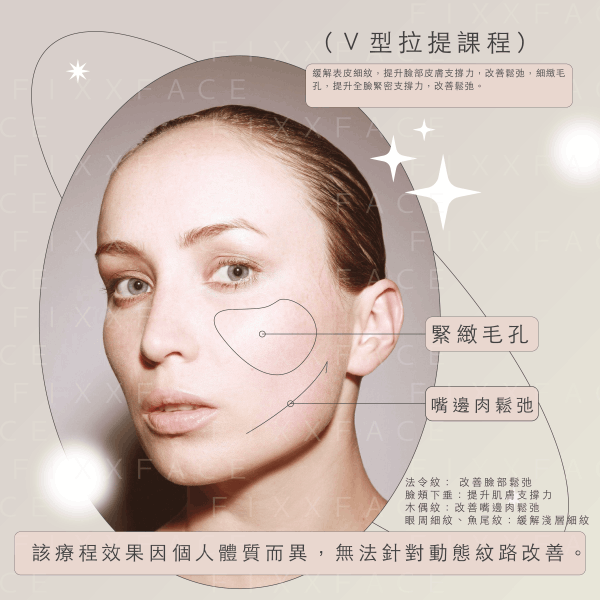 （V型拉提課程）
緩解表皮細紋，提升臉部皮膚支撐力，改善鬆弛，細緻毛
孔，提升全臉緊密支撐力，改善鬆弛。
緊緻毛孔
嘴邊肉鬆弛
法令紋： 改善臉部鬆弛
臉頰下垂：提升肌膚支撐力
木偶紋：改善嘴邊肉鬆弛
眼周細紋、魚尾紋：緩解淺層細紋
該療程效果因個人體質而異，無法針對動態紋路改善。
FIXXFACE